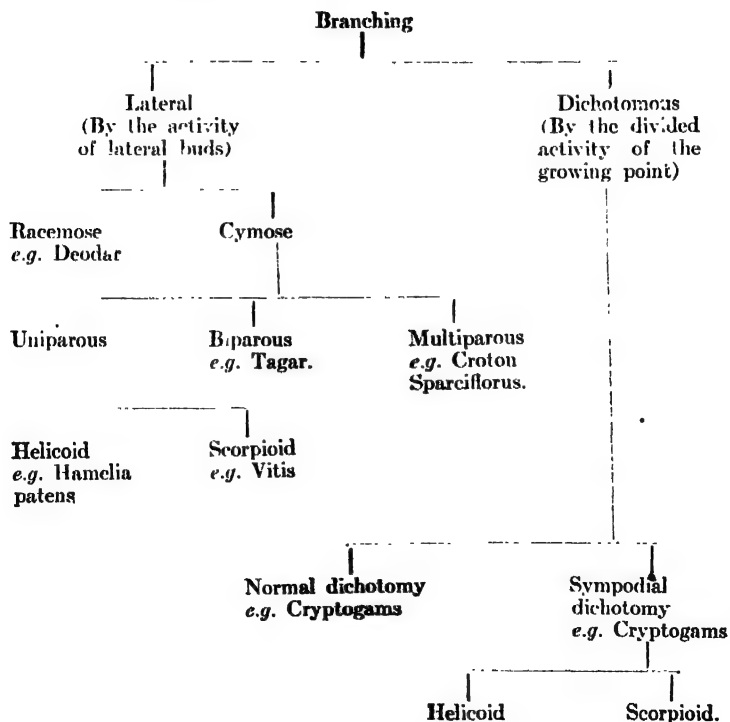 Branching
Lateral
(By the activity
of lateral buds)
Dichotomous
(By the divided
activity of the
growing point)
Racemose
e.g. Deodar
Cymose
Uniparous
Biparous
e.g. Tagar.
Multiparous
e.g. Croton
Sparciflorus.
Helicoid
e.g. Hamelia
patens
Scorpioid
e.g. Vitis
Normal dichotomy
e.g. Cryptogams
Sympodial
dichotomy
e.g. Cryptogams
Helicoid
Scorpioid.